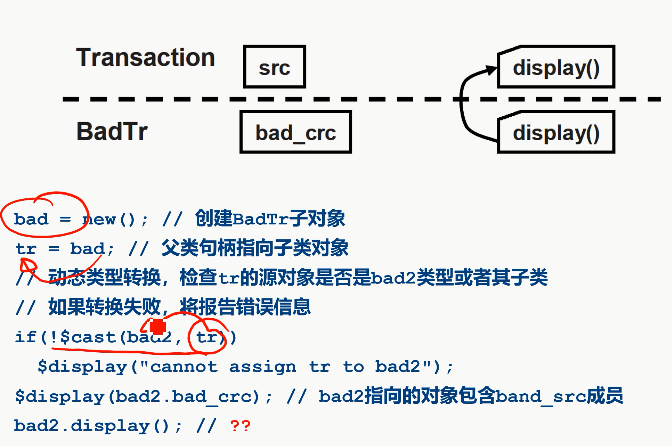 Transaction src display()
BadTr bad_crc display()
bad = new(); // 创建BadTr子对象
tr = bad; // 父类句柄指向子类对象
// 动态类型转换，检查tr的源对象是否是bad2类型或者其子类
// 如果转换失败，将报告错误信息
if(!$cast(bad2, tr))
$display("cannot assign tr to bad2");
$display(bad2.bad_crc); // bad2指向的对象包含band_src成员
bad2.display(); // ??